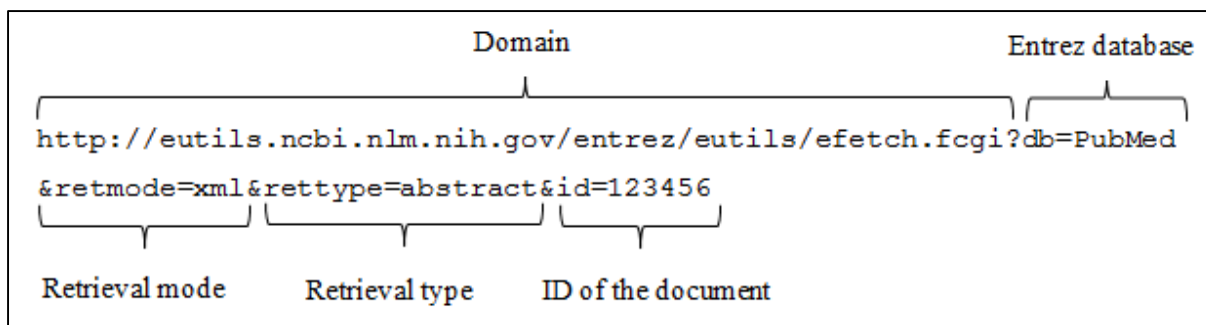 Domain
Entrez database
http://eutils.ncbi.nlm.nih.gov/entrez/eutils/efetch.fcgi?db=PubMed
&retmode=xml&rettype=abstract&id=123456
Retrieval mode
Retrieval type
ID of the document